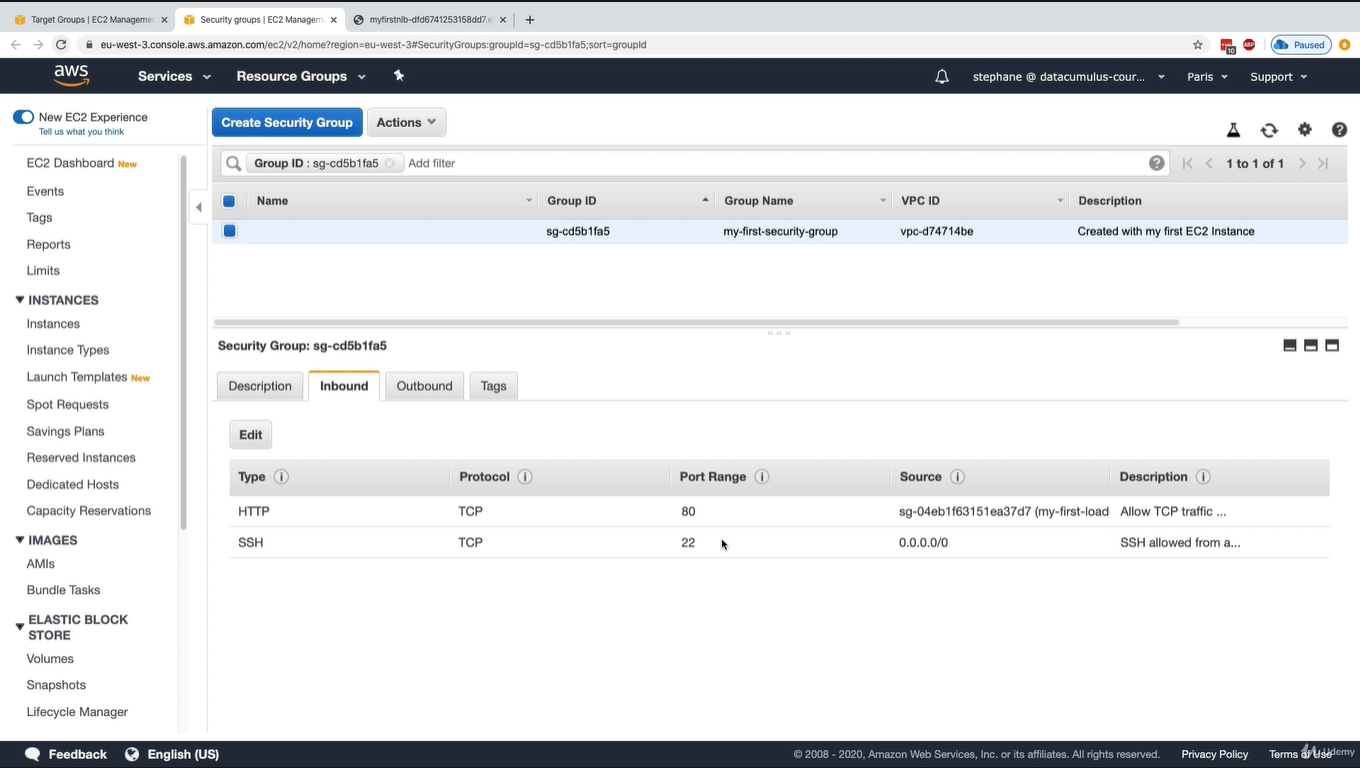 Target Groups | EC2 Manageme
Security groups | EC2 Managemen
myfirstnlb-dfd6741253158dd7.e
eu-west-3.console.aws.amazon.com/ec2/v2/home?region=eu-west-3#SecurityGroups:groupId=sg-cd5b1fa5;sort=groupId
10
ABP
Paused
aws
Services
Resource Groups
stephane @ datacumulus-cour...
Paris
Support
New EC2 Experience
Tell us what you think
EC2 Dashboard New
Events
Tags
Reports
Limits
INSTANCES
Instances
Instance Types
Launch Templates New
Spot Requests
Savings Plans
Reserved Instances
Dedicated Hosts
Capacity Reservations
IMAGES
AMIs
Bundle Tasks
ELASTIC BLOCK
STORE
Volumes
Snapshots
Lifecycle Manager
Create Security Group
Actions
Group ID : sg-cd5b1fa5
Add filter
1 to 1 of 1
Name
Group ID
Group Name
VPC ID
Description
sg-cd5b1fa5
my-first-security-group
vpc-d74714be
Created with my first EC2 Instance
Security Group: sg-cd5b1fa5
Description
Inbound
Outbound
Tags
Edit
Type
Protocol
Port Range
Source
Description
HTTP
TCP
80
sg-04eb1f63151ea37d7 (my-first-load
Allow TCP traffic ...
SSH
TCP
22
0.0.0.0/0
SSH allowed from a...
Feedback
English (US)
© 2008 - 2020, Amazon Web Services, Inc. or its affiliates. All rights reserved.
Privacy Policy
Terms of Use
Udemy